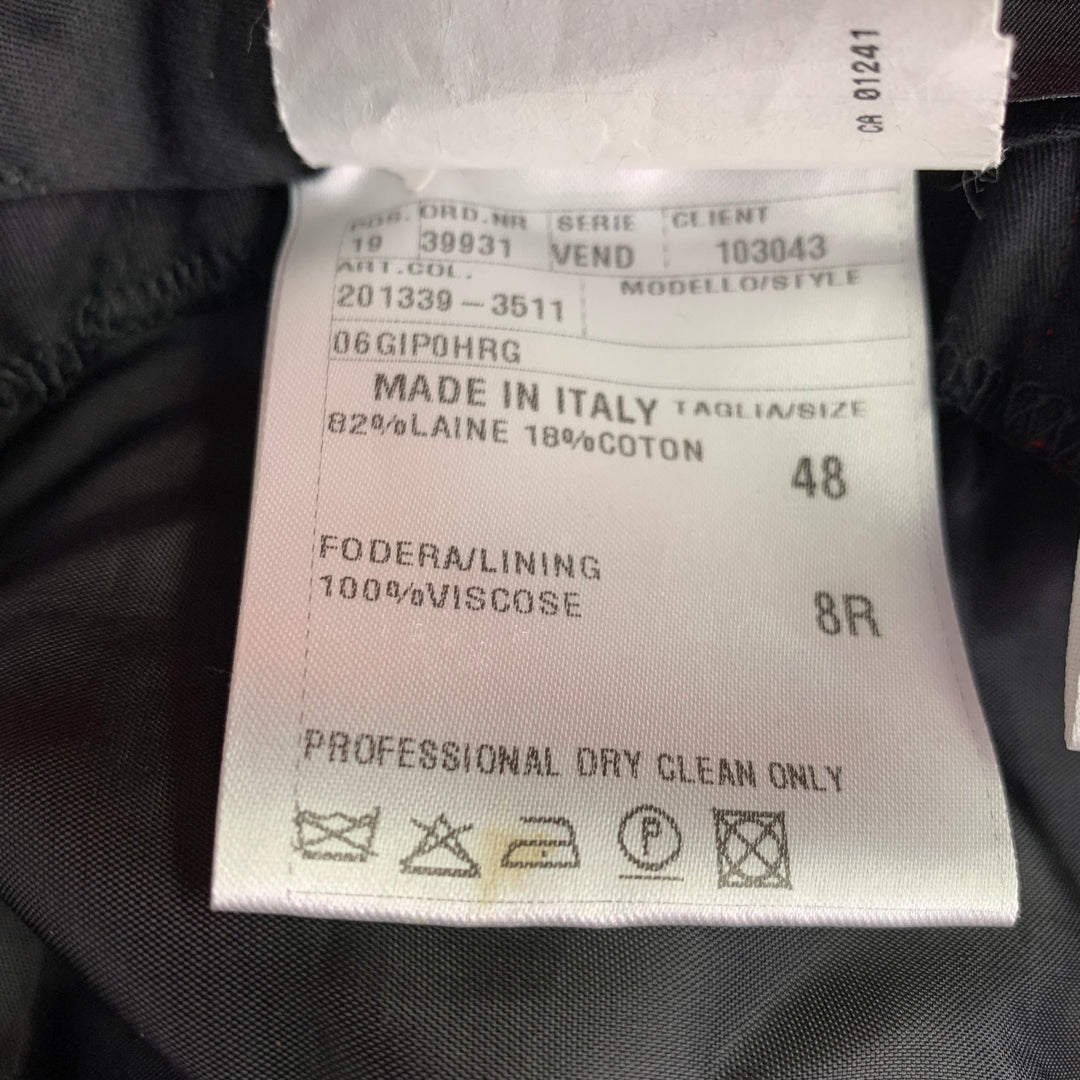 CA 01241
POS. ORD.NR SERIE CLIENT
19 39931 VEND 103043
ART.COL. MODELLO/STYLE
201339-3511
06GIP0HRG
MADE IN ITALY TAGLIA/SIZE
82%LAINE 18%COTON
48
FODERA/LINING
100%VISCOSE
8R
PROFESSIONAL DRY CLEAN ONLY
P